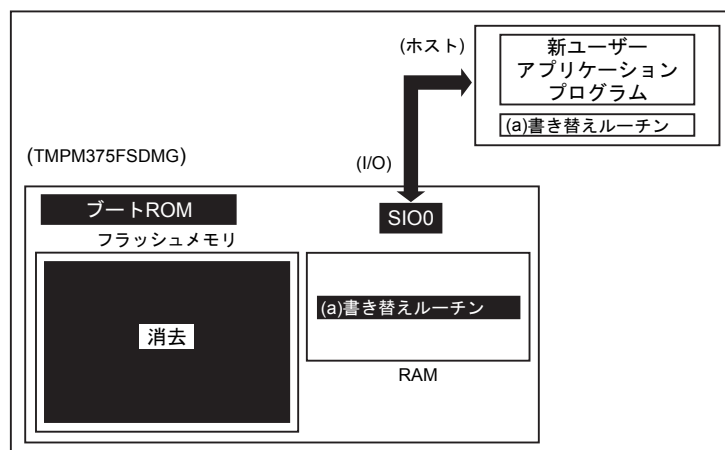 (ホスト)
新ユーザー
アプリケーション
プログラム
(a)書き替えルーチン
(TMPM375FSDMG)
(I/O)
ブートROM
SIO0
フラッシュメモリ
消去
(a)書き替えルーチン
RAM